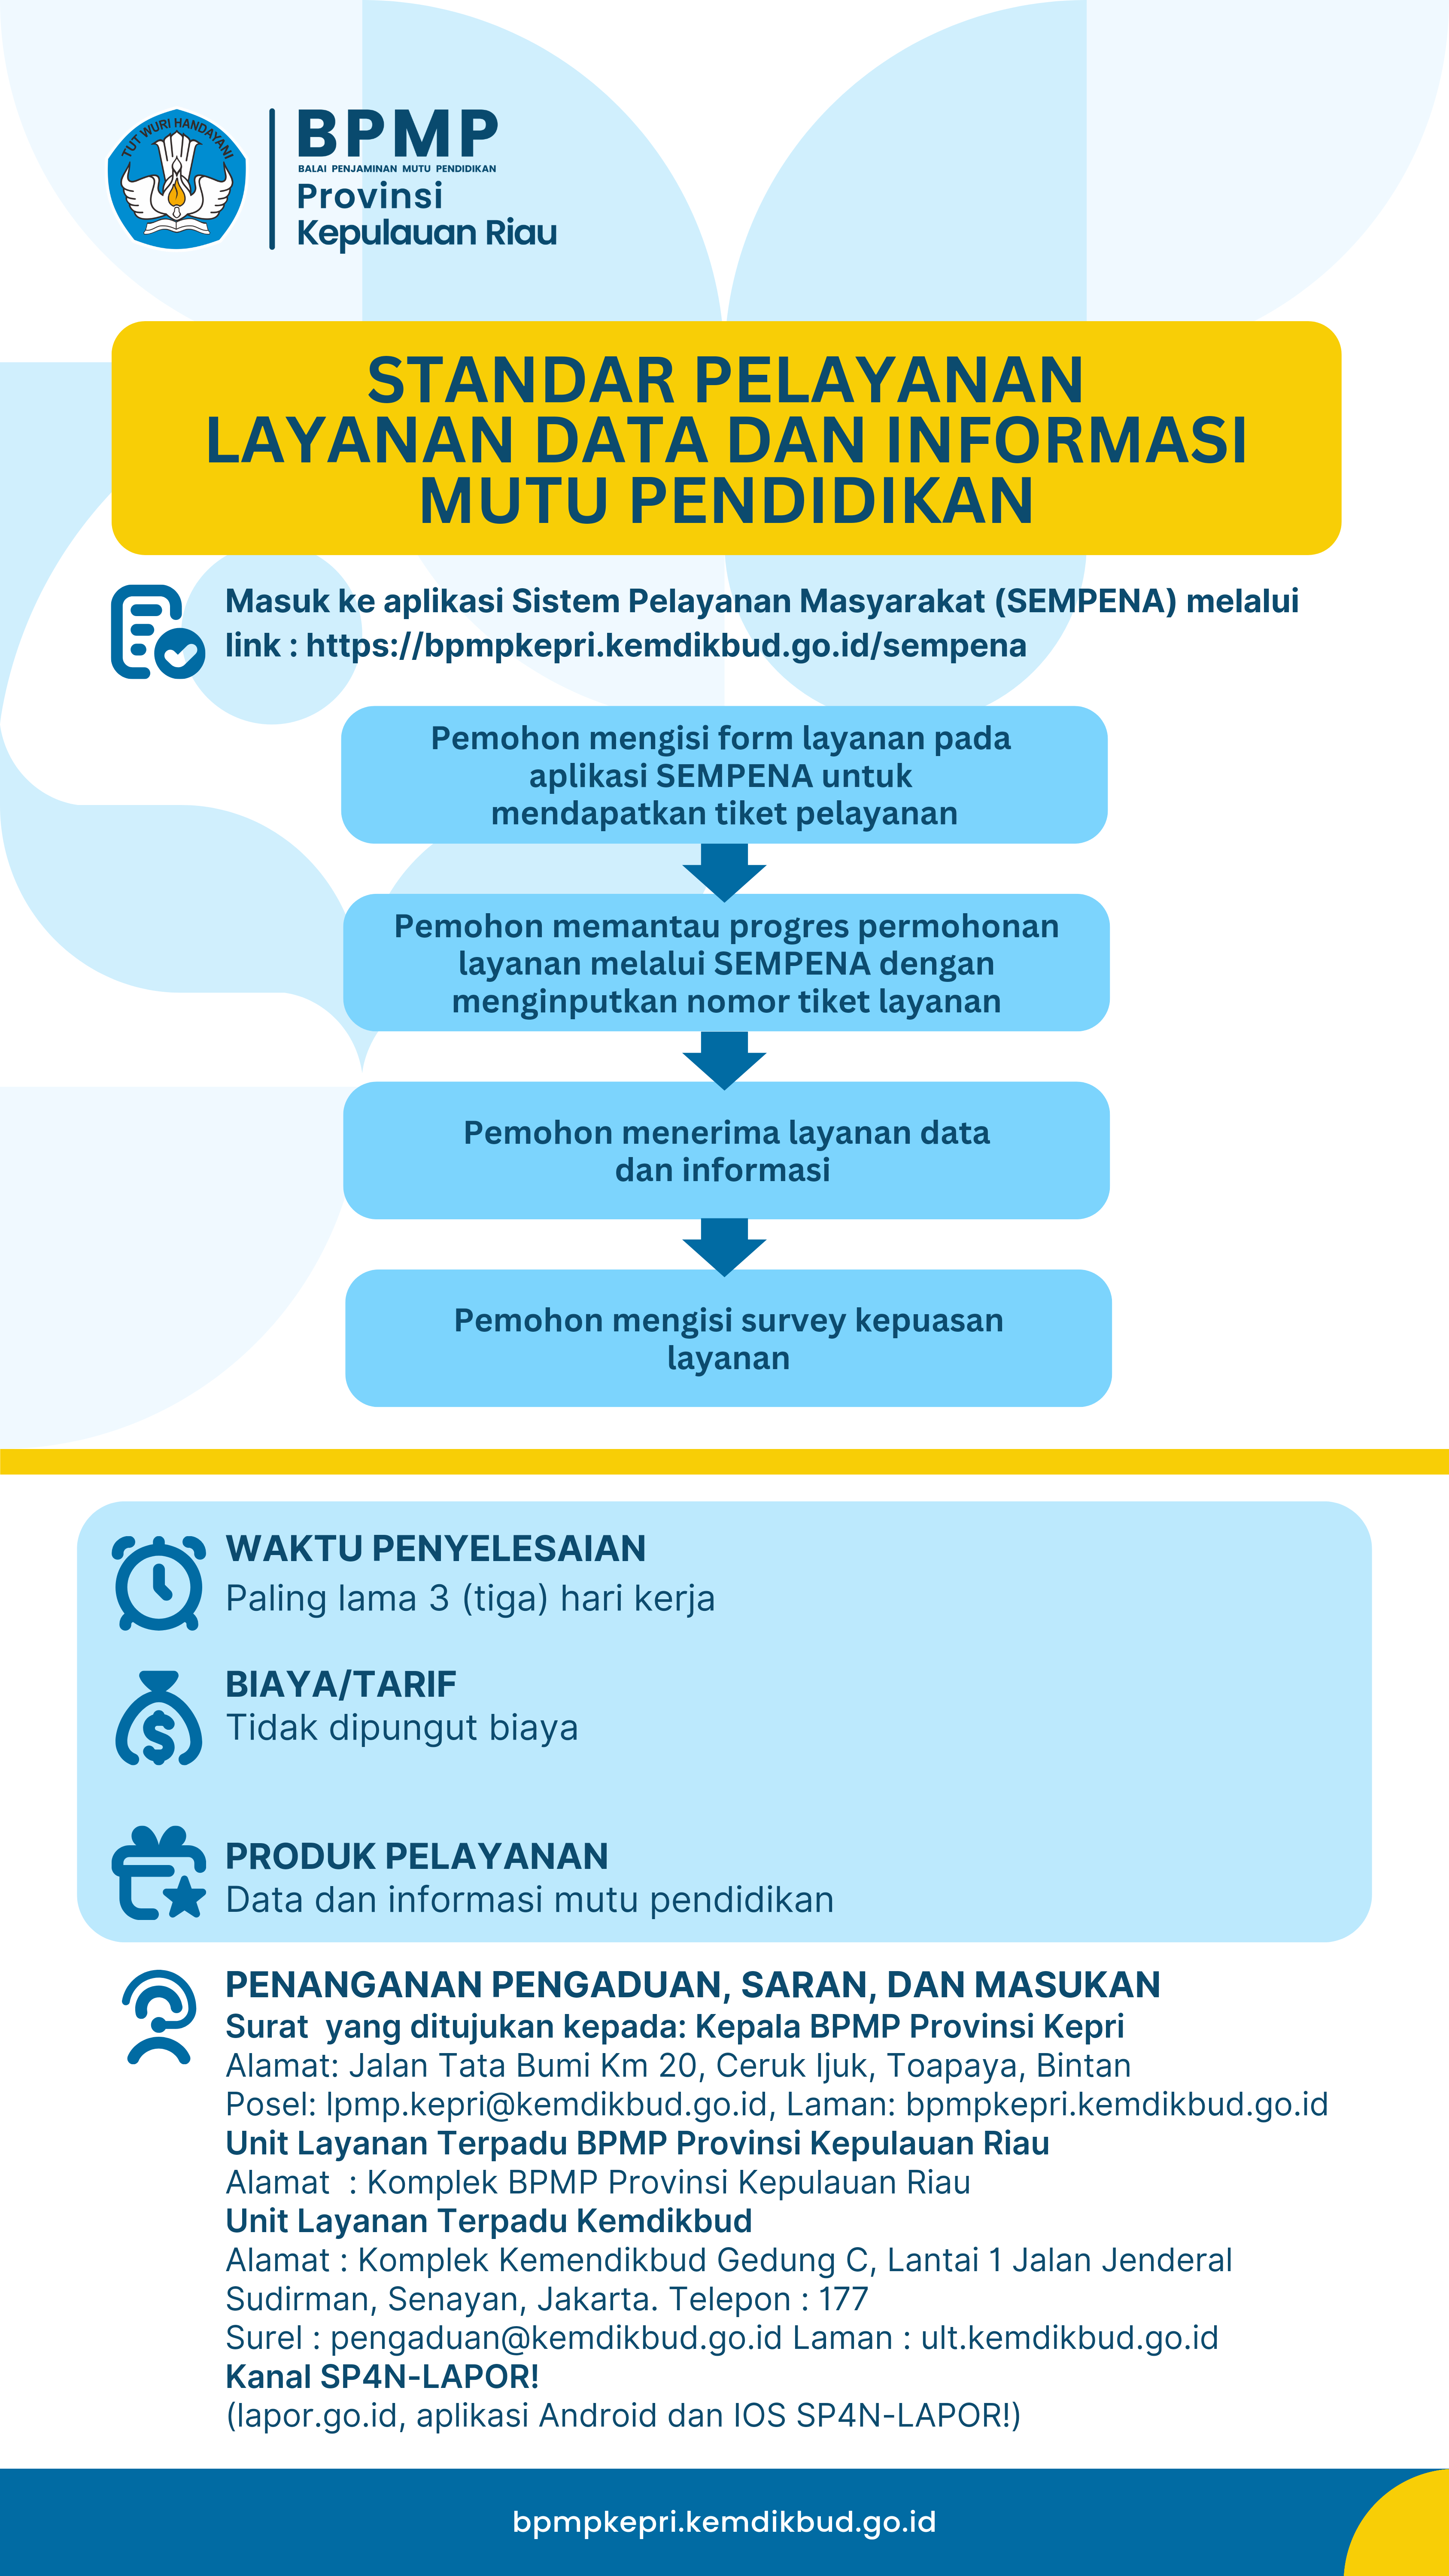 TUT WURI HANDAYANI
BPMP
BALAI PENJAMINAN MUTU PENDIDIKAN
Provinsi
Kepulauan Riau
STANDAR PELAYANAN
LAYANAN DATA DAN INFORMASI
MUTU PENDIDIKAN
Masuk ke aplikasi Sistem Pelayanan Masyarakat (SEMPENA) melalui
link : https://bpmpkepri.kemdikbud.go.id/sempena
Pemohon mengisi form layanan pada
aplikasi SEMPENA untuk
mendapatkan tiket pelayanan
Pemohon memantau progres permohonan
layanan melalui SEMPENA dengan
menginputkan nomor tiket layanan
Pemohon menerima layanan data
dan informasi
Pemohon mengisi survey kepuasan
layanan
WAKTU PENYELESAIAN
Paling lama 3 (tiga) hari kerja
BIAYA/TARIF
Tidak dipungut biaya
PRODUK PELAYANAN
Data dan informasi mutu pendidikan
PENANGANAN PENGADUAN, SARAN, DAN MASUKAN
Surat  yang ditujukan kepada: Kepala BPMP Provinsi Kepri
Alamat: Jalan Tata Bumi Km 20, Ceruk Ijuk, Toapaya, Bintan
Posel: lpmp.kepri@kemdikbud.go.id, Laman: bpmpkepri.kemdikbud.go.id
Unit Layanan Terpadu BPMP Provinsi Kepulauan Riau
Alamat  : Komplek BPMP Provinsi Kepulauan Riau
Unit Layanan Terpadu Kemdikbud
Alamat : Komplek Kemendikbud Gedung C, Lantai 1 Jalan Jenderal
Sudirman, Senayan, Jakarta. Telepon : 177
Surel : pengaduan@kemdikbud.go.id Laman : ult.kemdikbud.go.id
Kanal SP4N-LAPOR!
(lapor.go.id, aplikasi Android dan IOS SP4N-LAPOR!)
bpmpkepri.kemdikbud.go.id